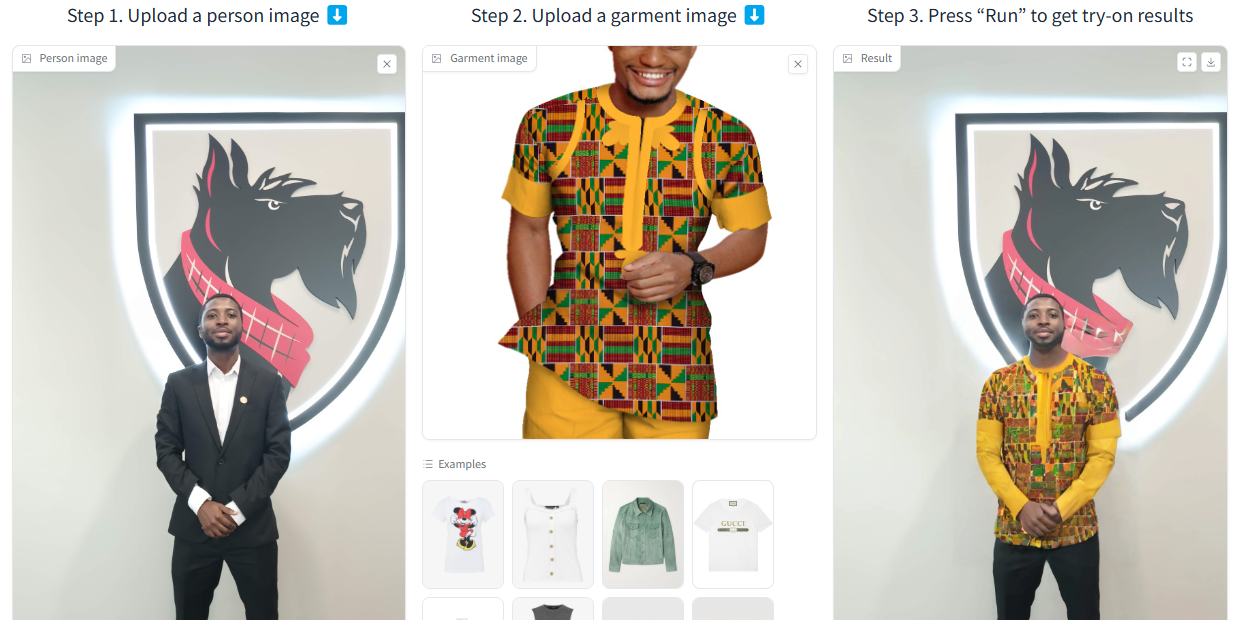 Step 1. Upload a person image ⬇️
Step 2. Upload a garment image ⬇️
Step 3. Press “Run” to get try-on results
Person image
Garment image
Result
Examples
GUCCI